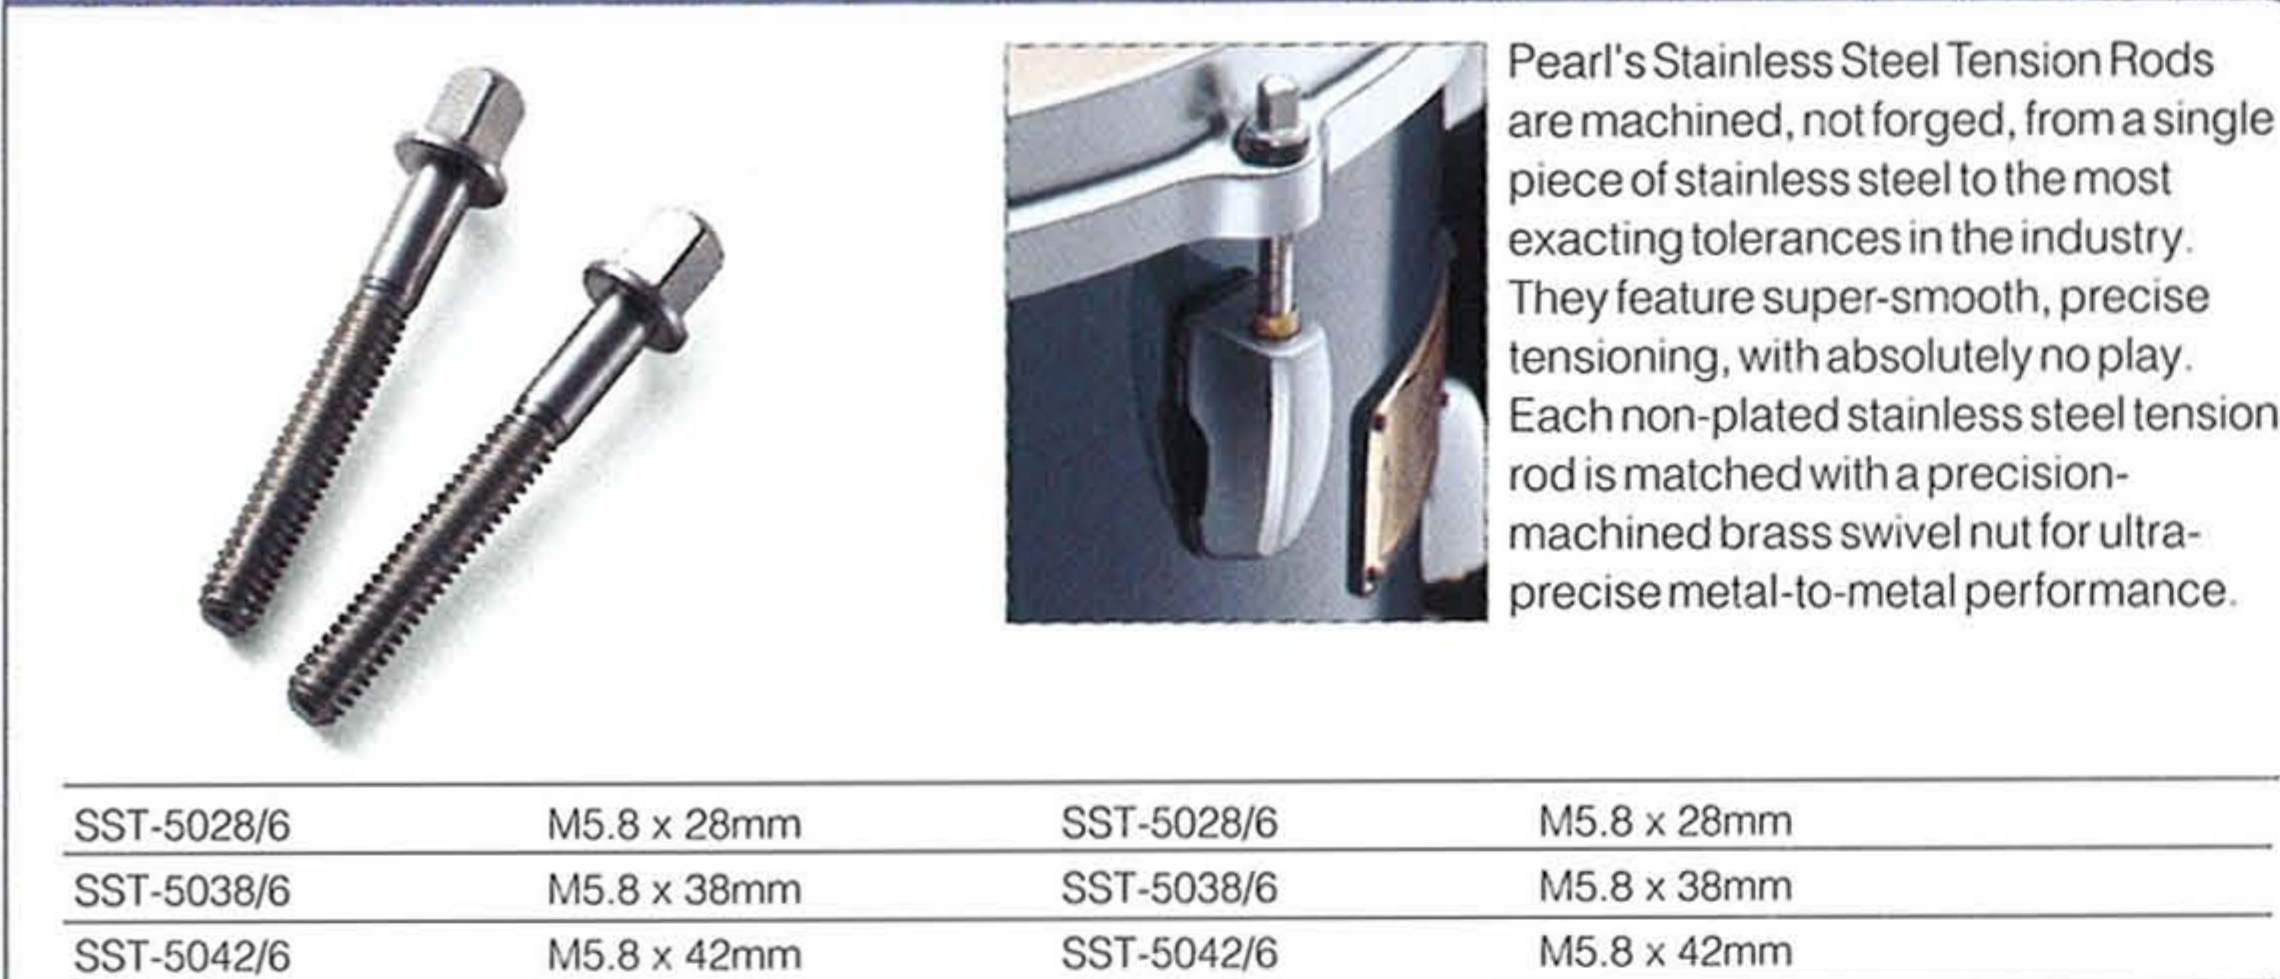 Pearl's Stainless Steel Tension Rods
are machined, not forged, from a single
piece of stainless steel to the most
exacting tolerances in the industry.
They feature super-smooth, precise
tensioning, with absolutely no play.
Each non-plated stainless steel tension
rod is matched with a precision-
machined brass swivel nut for ultra-
precise metal-to-metal performance.
SST-5028/6 M5.8 x 28mm SST-5028/6 M5.8 x 28mm
SST-5038/6 M5.8 x 38mm SST-5038/6 M5.8 x 38mm
SST-5042/6 M5.8 x 42mm SST-5042/6 M5.8 x 42mm